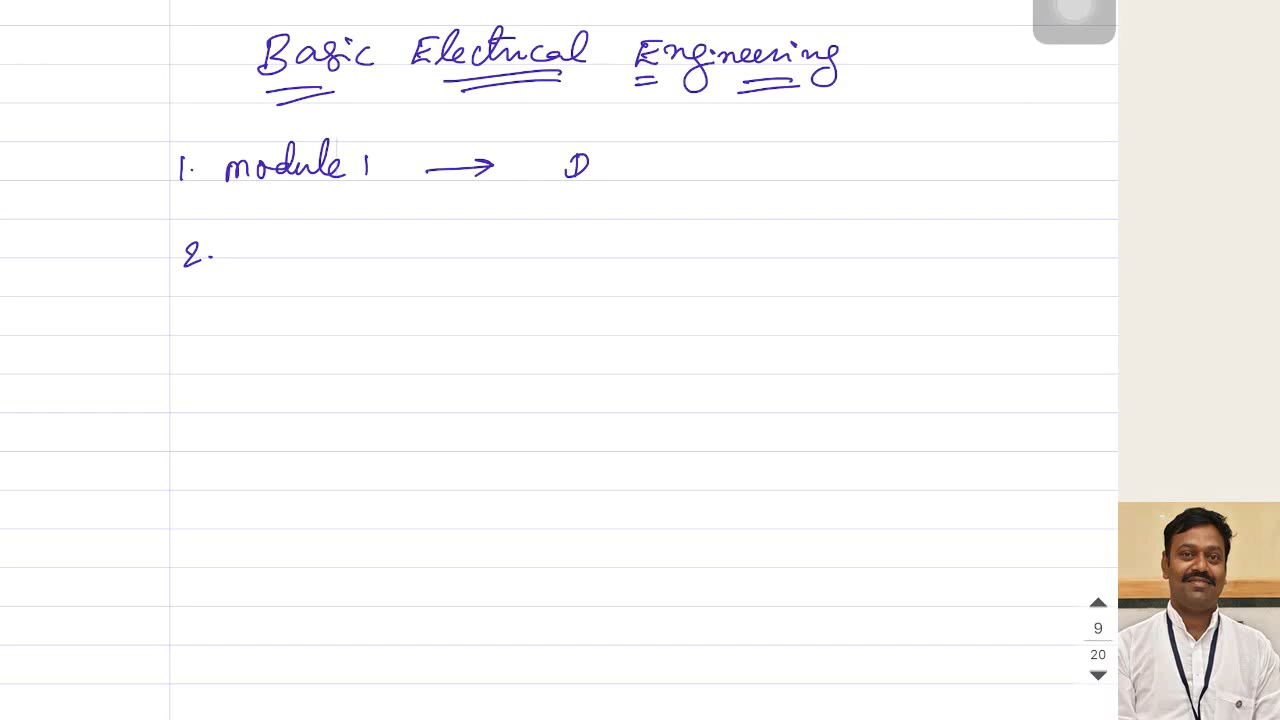 Basic Electrical Engineering
1. module 1 → D
2.
9
20